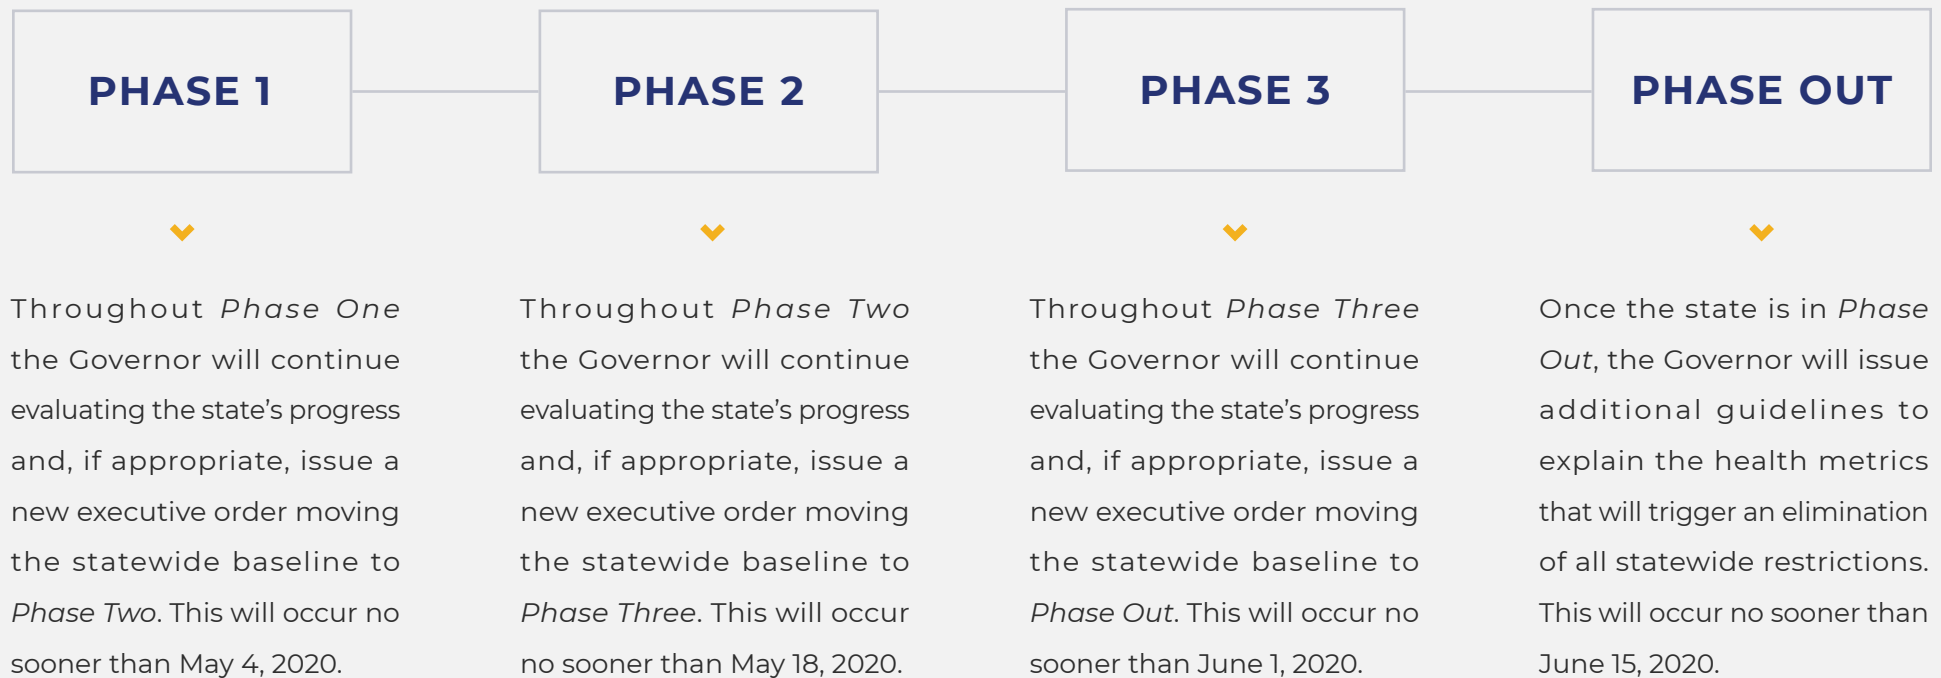 PHASE 1
PHASE 2
PHASE 3
PHASE OUT
Throughout Phase One
the Governor will continue
evaluating the state’s progress
and, if appropriate, issue a
new executive order moving
the statewide baseline to
Phase Two. This will occur no
sooner than May 4, 2020.
Throughout Phase Two
the Governor will continue
evaluating the state’s progress
and, if appropriate, issue a
new executive order moving
the statewide baseline to
Phase Three. This will occur
no sooner than May 18, 2020.
Throughout Phase Three
the Governor will continue
evaluating the state’s progress
and, if appropriate, issue a
new executive order moving
the statewide baseline to
Phase Out. This will occur no
sooner than June 1, 2020.
Once the state is in Phase
Out, the Governor will issue
additional guidelines to
explain the health metrics
that will trigger an elimination
of all statewide restrictions.
This will occur no sooner than
June 15, 2020.